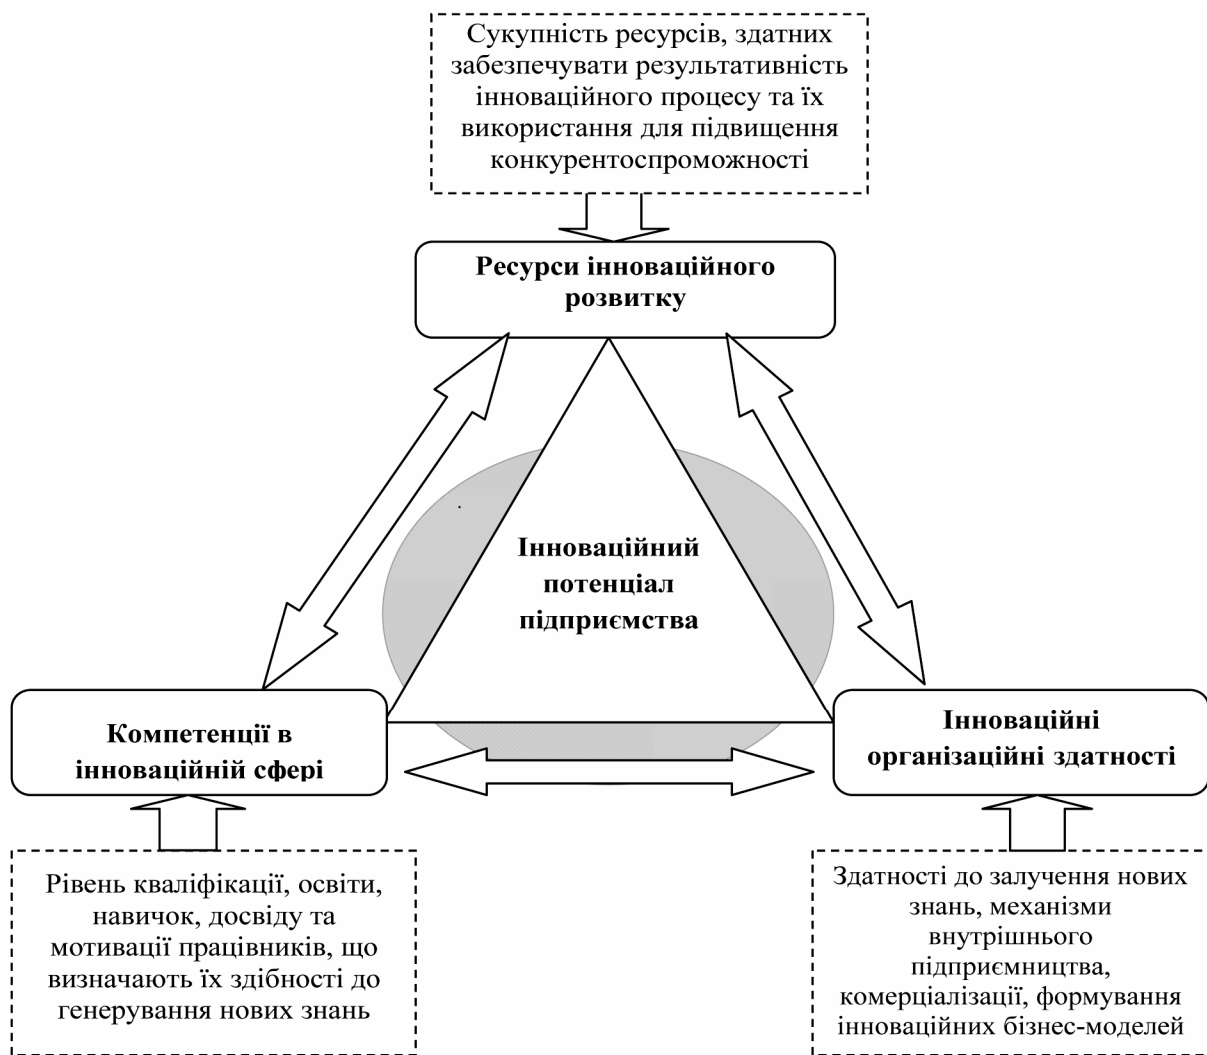 Сукупність ресурсів, здатних
забезпечувати результативність
інноваційного процесу та їх
використання для підвищення
конкурентоспроможності
Ресурси інноваційного
розвитку
Інноваційний
потенціал
підприємства
Компетенції в
інноваційній сфері
Інноваційні
організаційні здатності
Рівень кваліфікації, освіти,
навичок, досвіду та
мотивації працівників, що
визначають їх здібності до
генерування нових знань
Здатності до залучення нових
знань, механізми
внутрішнього
підприємництва,
комерціалізації, формування
інноваційних бізнес-моделей